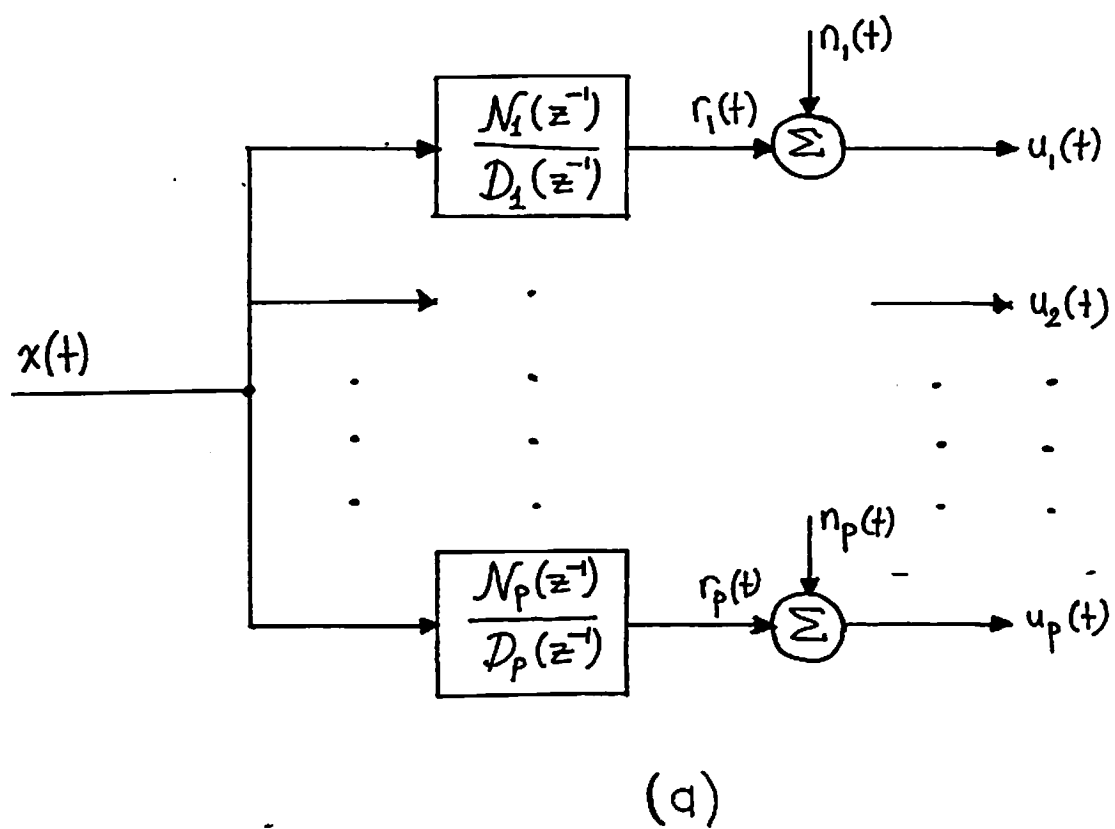 n₁(t)
N₁(z⁻¹)
D₁(z⁻¹)
r₁(t)
Σ
u₁(t)
u₂(t)
x(t)
nₚ(t)
Nₚ(z⁻¹)
Dₚ(z⁻¹)
rₚ(t)
Σ
uₚ(t)
(a)